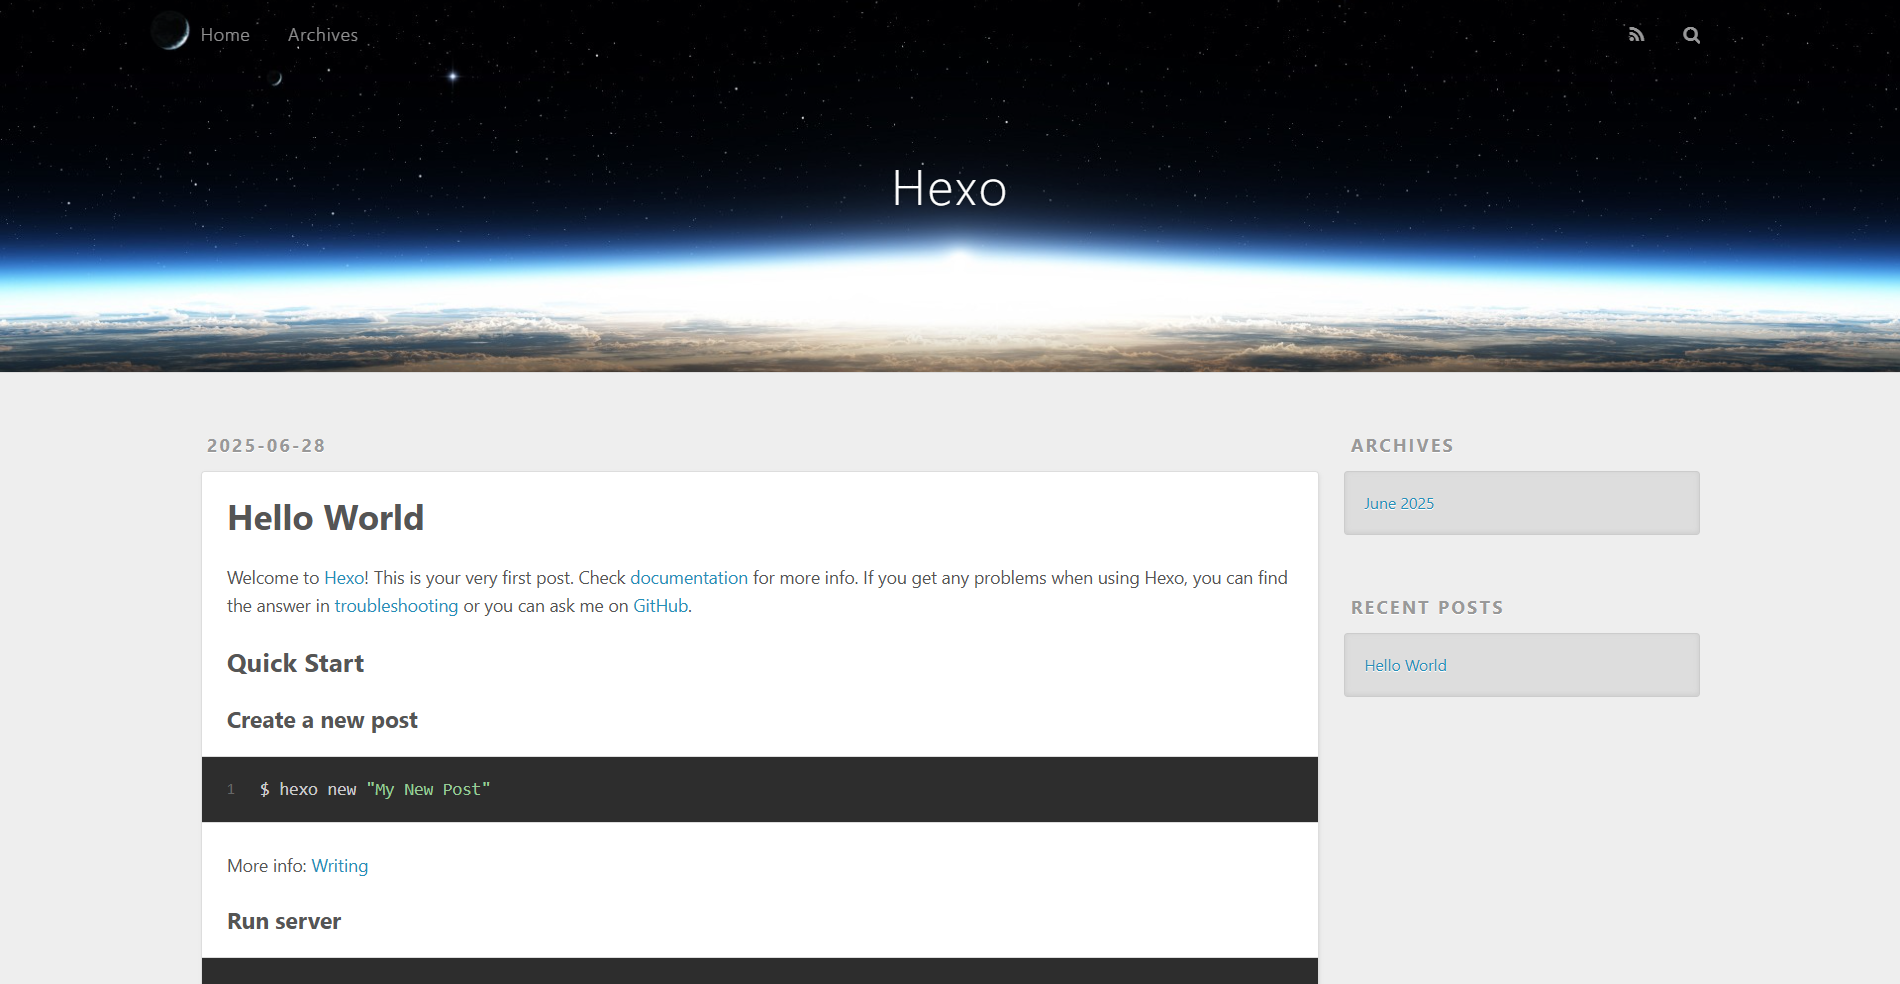 Home Archives
Hexo
2025-06-28
Hello World
Welcome to Hexo! This is your very first post. Check documentation for more info. If you get any problems when using Hexo, you can find
the answer in troubleshooting or you can ask me on GitHub.
Quick Start
Create a new post
1 $ hexo new "My New Post"
More info: Writing
Run server
ARCHIVES
June 2025
RECENT POSTS
Hello World